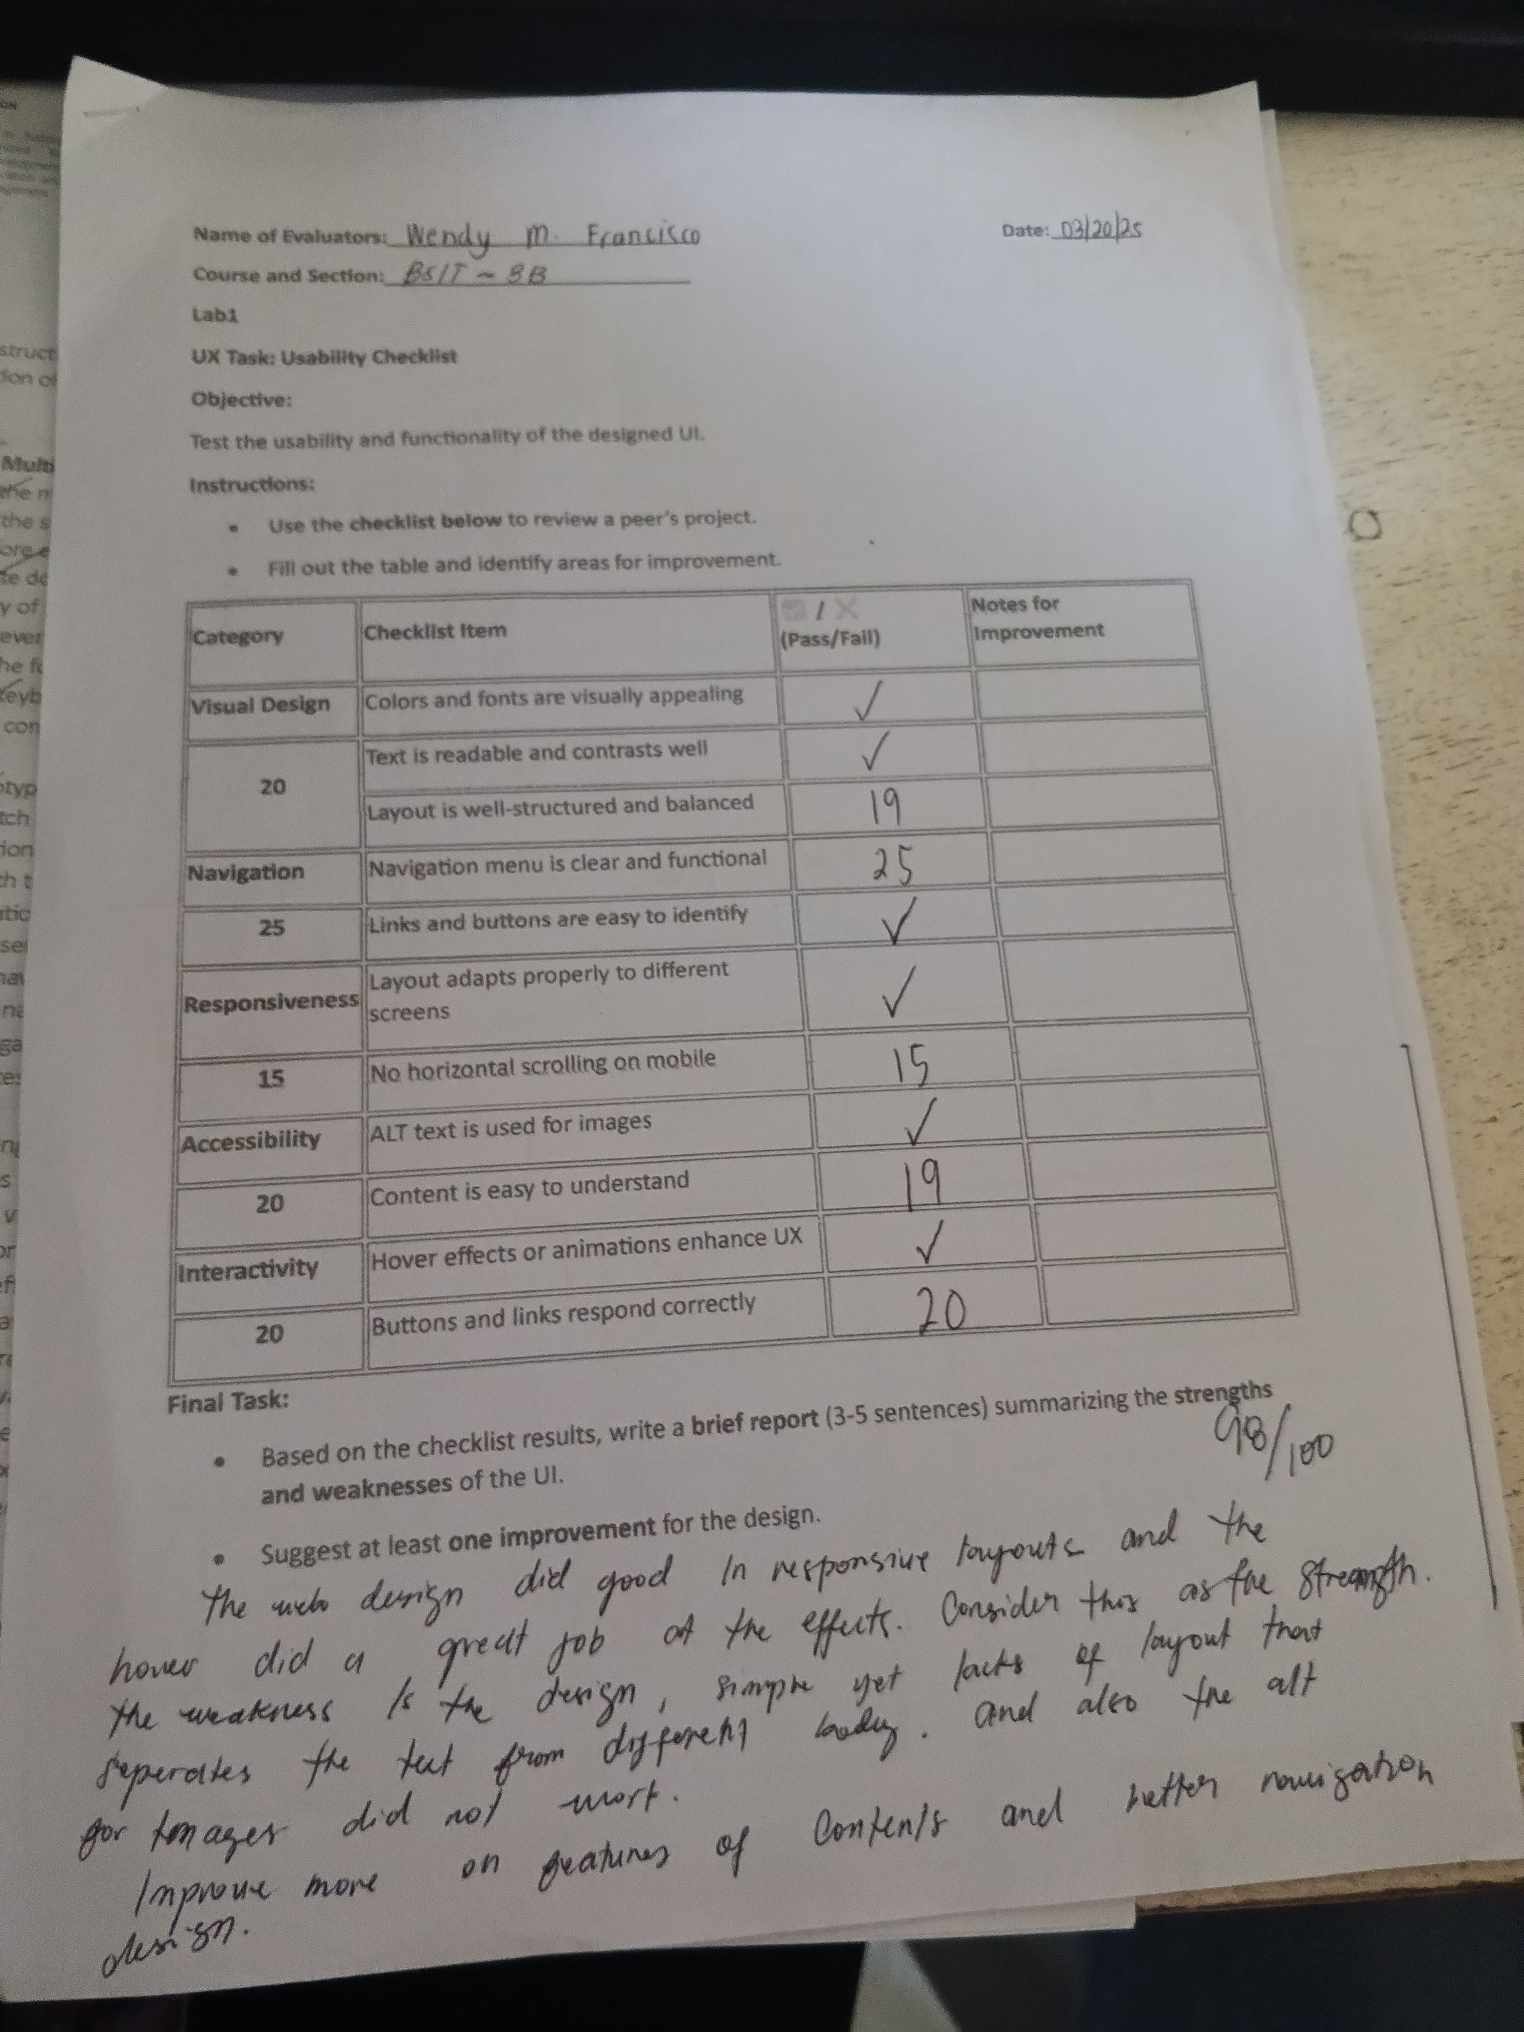 Name of Evaluators: Wendy M. Francisco
Date: 03/20/25
Course and Section: BSIT ~ 3B
Lab1
UX Task: Usability Checklist
Objective:
Test the usability and functionality of the designed UI.
Instructions:
• Use the checklist below to review a peer's project.
• Fill out the table and identify areas for improvement.
Category Checklist Item / (Pass/Fail) Notes for Improvement
Visual Design Colors and fonts are visually appealing ✓
20 Text is readable and contrasts well ✓
Layout is well-structured and balanced 19
Navigation Navigation menu is clear and functional 25
25 Links and buttons are easy to identify ✓
Responsiveness Layout adapts properly to different screens ✓
15 No horizontal scrolling on mobile 15
Accessibility ALT text is used for images ✓
20 Content is easy to understand 19
Interactivity Hover effects or animations enhance UX ✓
20 Buttons and links respond correctly 20
Final Task:
• Based on the checklist results, write a brief report (3-5 sentences) summarizing the strengths
and weaknesses of the UI.
98/100
• Suggest at least one improvement for the design.
The web design did good In responsive layouts and the
hover did a great job at the effects. Consider this as the strength.
The weakness Is the design, simple yet lacks of layout that
seperates the text from different body. and also the alt
for Images did not work.
Improve more on features of Contents and better navigation
design.